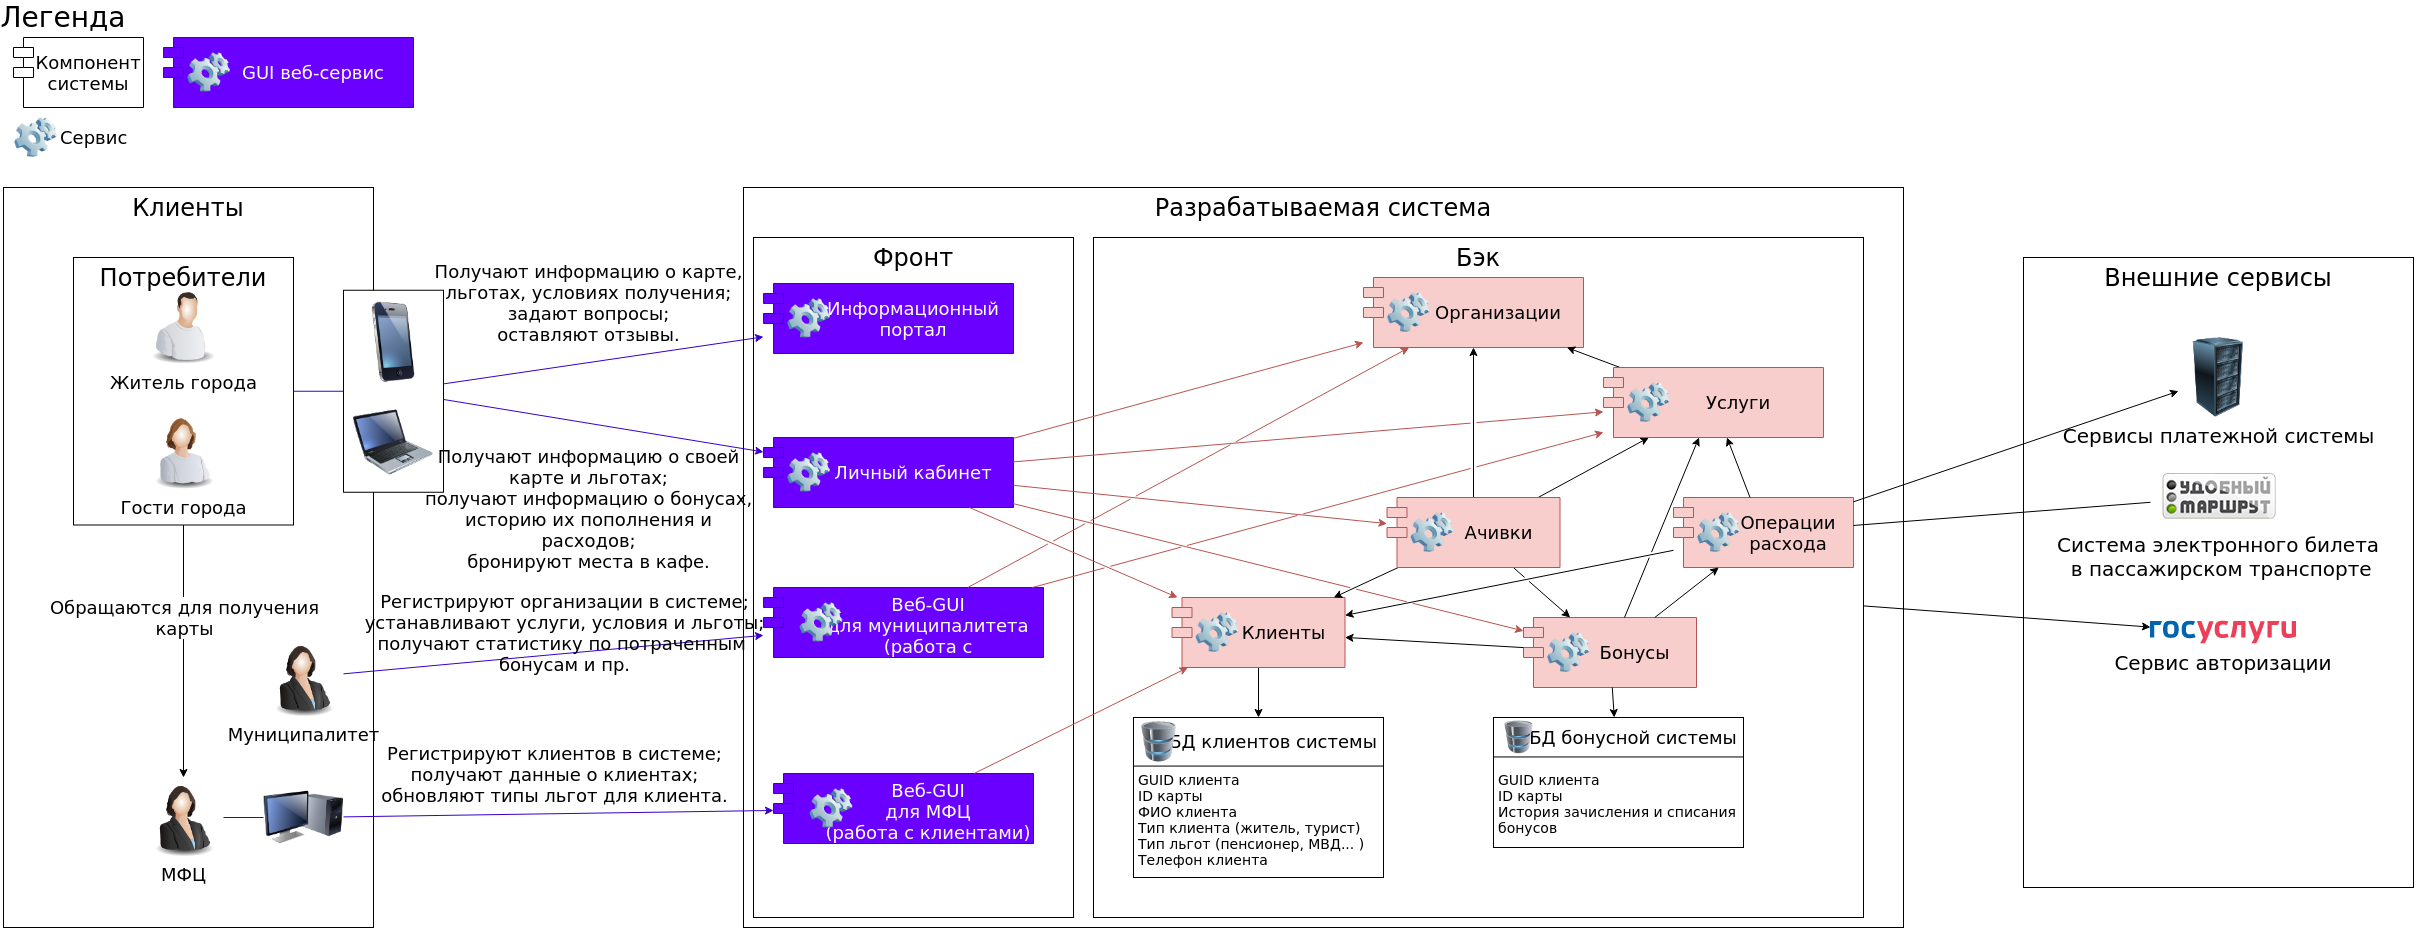 Легенда
Компонент
системы
GUI веб-сервис
Сервис
Клиенты
Потребители
Житель города
Гости города
Обращаются для получения
карты
Муниципалитет
МФЦ
Получают информацию о карте,
льготах, условиях получения;
задают вопросы;
оставляют отзывы.
Получают информацию о своей
карте и льготах;
получают информацию о бонусах,
историю их пополнения и
расходов;
бронируют места в кафе.
Регистрируют организации в системе;
устанавливают услуги, условия и льготы;
получают статистику по потраченным
бонусам и пр.
Регистрируют клиентов в системе;
получают данные о клиентах;
обновляют типы льгот для клиента.
Разрабатываемая система
Фронт
Информационный
портал
Личный кабинет
Веб-GUI
для муниципалитета
(работа с
Веб-GUI
для МФЦ
(работа с клиентами)
Бэк
Организации
Услуги
Ачивки
Операции
расхода
Клиенты
Бонусы
БД клиентов системы
GUID клиента
ID карты
ФИО клиента
Тип клиента (житель, турист)
Тип льгот (пенсионер, МВД... )
Телефон клиента
БД бонусной системы
GUID клиента
ID карты
История зачисления и списания
бонусов
Внешние сервисы
Сервисы платежной системы
УДОБНЫЙ
МАРШРУТ
Система электронного билета
в пассажирском транспорте
госуслуги
Сервис авторизации